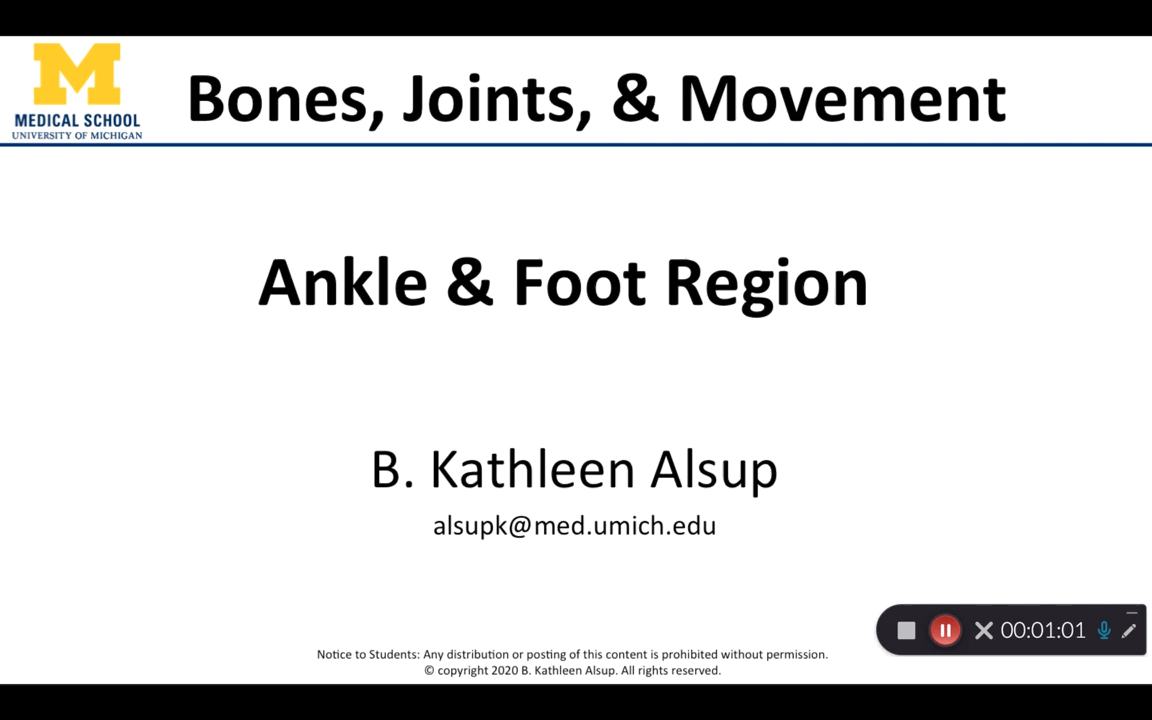 M
MEDICAL SCHOOL
UNIVERSITY OF MICHIGAN
Bones, Joints, & Movement
Ankle & Foot Region
B. Kathleen Alsup
alsupk@med.umich.edu
00:01:01
Notice to Students: Any distribution or posting of this content is prohibited without permission.
© copyright 2020 B. Kathleen Alsup. All rights reserved.